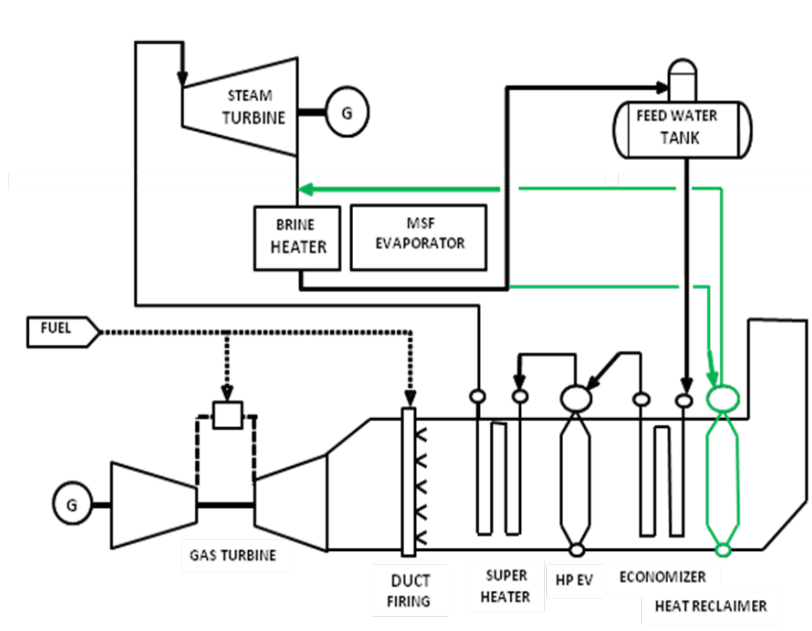 STEAM
TURBINE
G
FEED WATER
TANK
BRINE
HEATER
MSF
EVAPORATOR
FUEL
G
GAS TURBINE
DUCT
FIRING
SUPER
HEATER
HP EV
ECONOMIZER
HEAT RECLAIMER